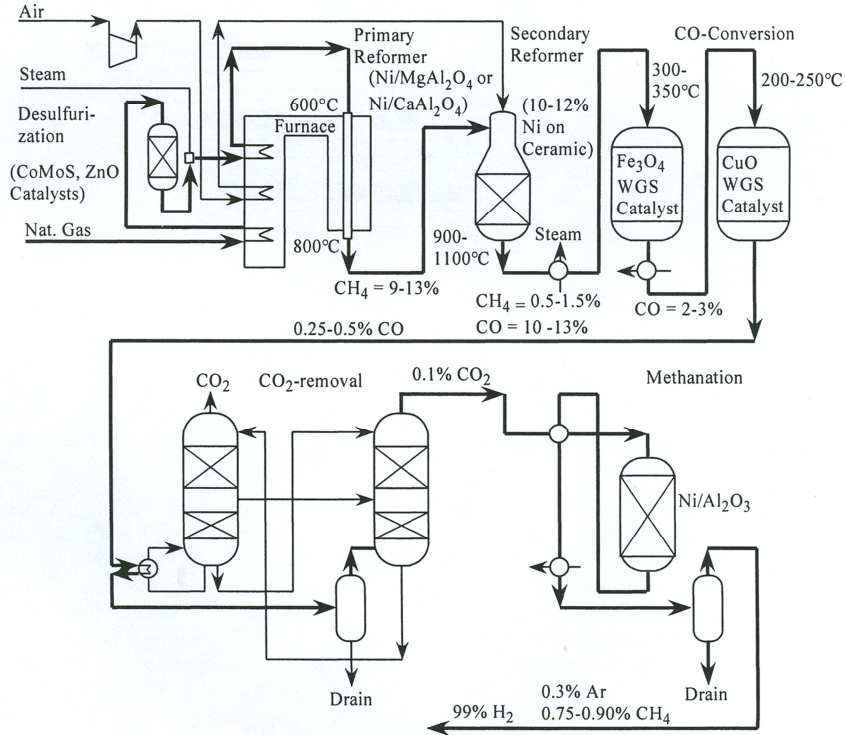 Air
Steam
Desulfuri-
zation
(CoMoS, ZnO
Catalysts)
Nat. Gas
Primary
Reformer
(Ni/MgAl₂O₄ or
Ni/CaAl₂O₄)
600°C
Furnace
800°C
CH₄ = 9-13%
Secondary
Reformer
(10-12%
Ni on
Ceramic)
900-
1100°C
Steam
CH₄ = 0.5-1.5%
CO = 10 -13%
CO-Conversion
300-
350°C
200-250°C
Fe₃O₄
WGS
Catalyst
CuO
WGS
Catalyst
CO = 2-3%
0.25-0.5% CO
CO₂
CO₂-removal
0.1% CO₂
Methanation
Ni/Al₂O₃
Drain
Drain
99% H₂
0.3% Ar
0.75-0.90% CH₄